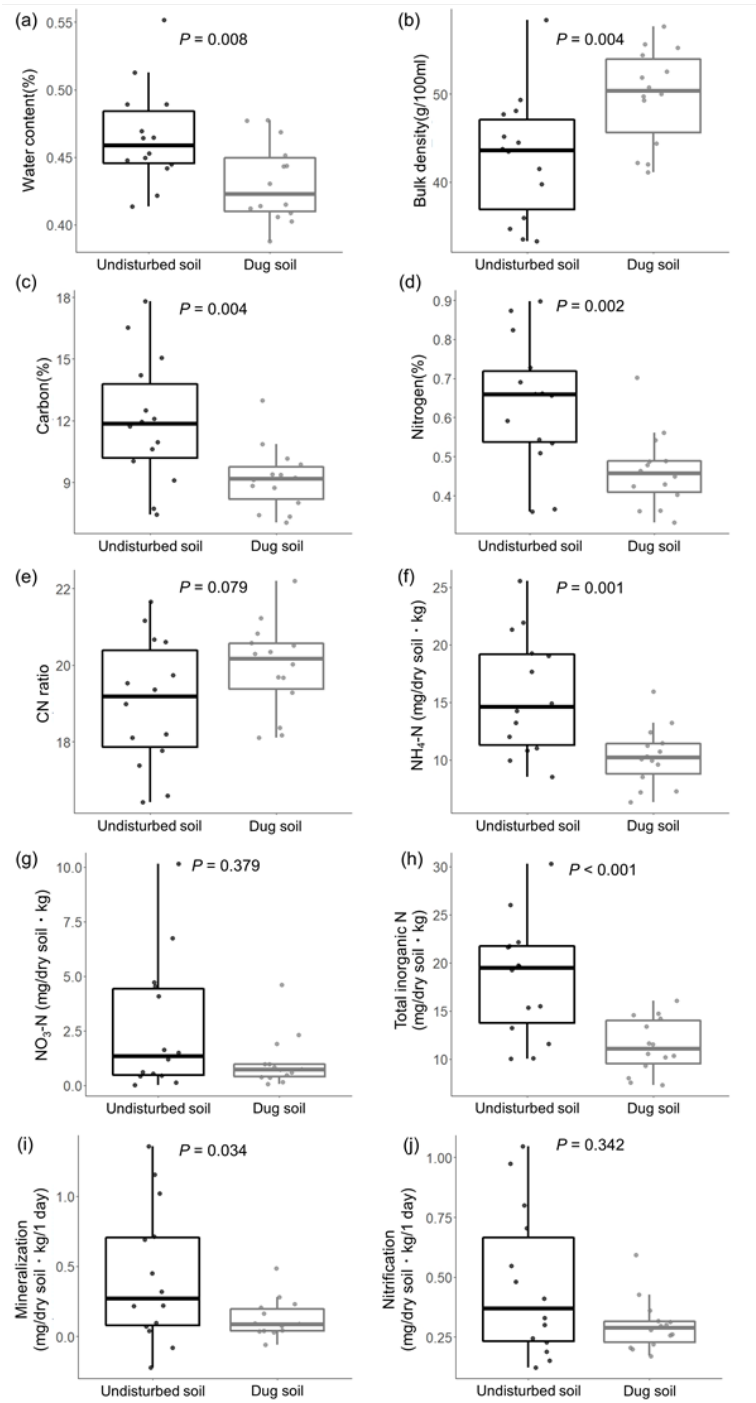 (a)
P = 0.008
Water content(%)
0.55
0.50
0.45
0.40
Undisturbed soil
Dug soil
(b)
P = 0.004
Bulk density(g/100ml)
50
40
Undisturbed soil
Dug soil
(c)
P = 0.004
Carbon(%)
18
15
12
9
Undisturbed soil
Dug soil
(d)
P = 0.002
Nitrogen(%)
0.9
0.8
0.7
0.6
0.5
0.4
Undisturbed soil
Dug soil
(e)
P = 0.079
CN ratio
22
20
18
Undisturbed soil
Dug soil
(f)
P = 0.001
NH₄-N (mg/dry soil・kg)
25
20
15
10
Undisturbed soil
Dug soil
(g)
P = 0.379
NO₃-N (mg/dry soil・kg)
10.0
7.5
5.0
2.5
0.0
Undisturbed soil
Dug soil
(h)
P < 0.001
Total inorganic N
(mg/dry soil・kg)
30
25
20
15
10
Undisturbed soil
Dug soil
(i)
P = 0.034
Mineralization
(mg/dry soil・kg/1 day)
1.0
0.5
0.0
Undisturbed soil
Dug soil
(j)
P = 0.342
Nitrification
(mg/dry soil・kg/1 day)
1.00
0.75
0.50
0.25
Undisturbed soil
Dug soil